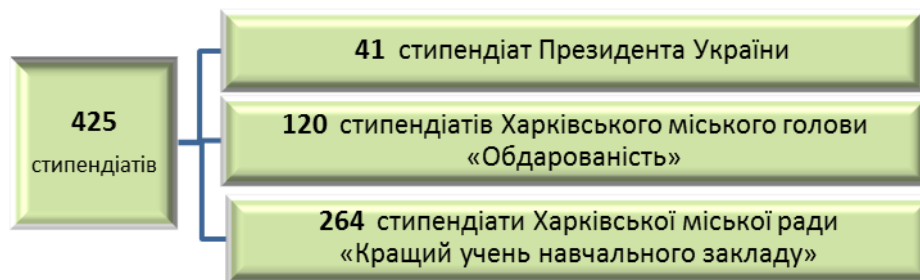 425
стипендіатів
41 стипендіат Президента України
120 стипендіатів Харківського міського голови
«Обдарованість»
264 стипендіати Харківської міської ради
«Кращий учень навчального закладу»